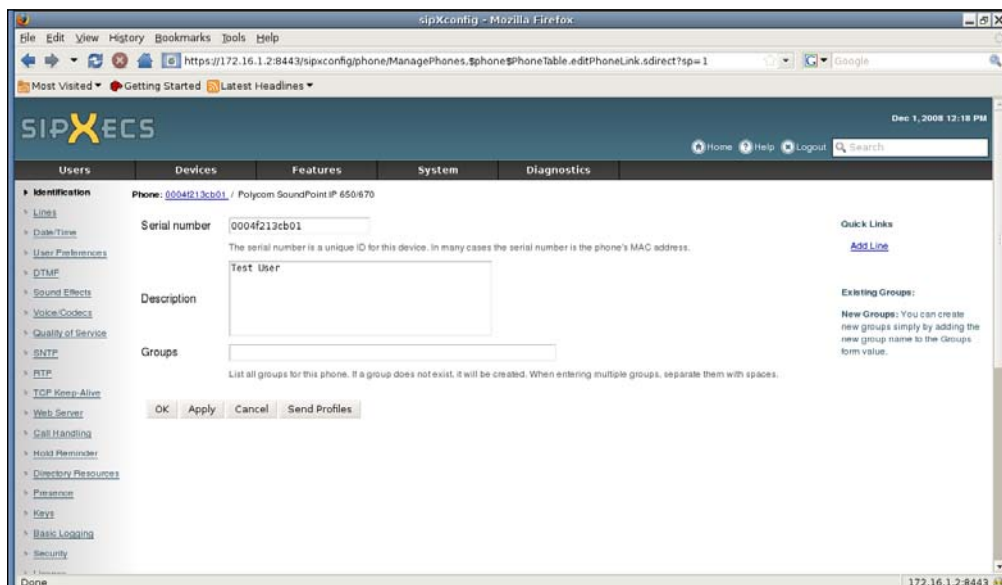 sipXconfig - Mozilla Firefox
File Edit View History Bookmarks Tools Help
https://172.16.1.2:8443/sipxconfig/phone/ManagePhones.$phone$PhoneTable.editPhoneLink.sdirect?sp=1
Google
Most Visited Getting Started Latest Headlines
SIPXECS
Dec 1, 2008 12:18 PM
Home Help Logout Search
Users Devices Features System Diagnostics
Identification
Lines
Date/Time
User Preferences
DTMF
Sound Effects
Voice/Codecs
Quality of Service
SNTP
RTP
TCP Keep-Alive
Web Server
Call Handling
Hold Reminder
Directory Resources
Presence
Keys
Basic Logging
Security
Phone: 0004f213cb01 / Polycom SoundPoint IP 650/670
Serial number 0004f213cb01
The serial number is a unique ID for this device. In many cases the serial number is the phone's MAC address.
Description Test User
Groups
List all groups for this phone. If a group does not exist, it will be created. When entering multiple groups, separate them with spaces.
OK Apply Cancel Send Profiles
Quick Links
Add Line
Existing Groups:
New Groups: You can create
new groups simply by adding the
new group name to the Groups
form value.
Done
172.16.1.2:8443